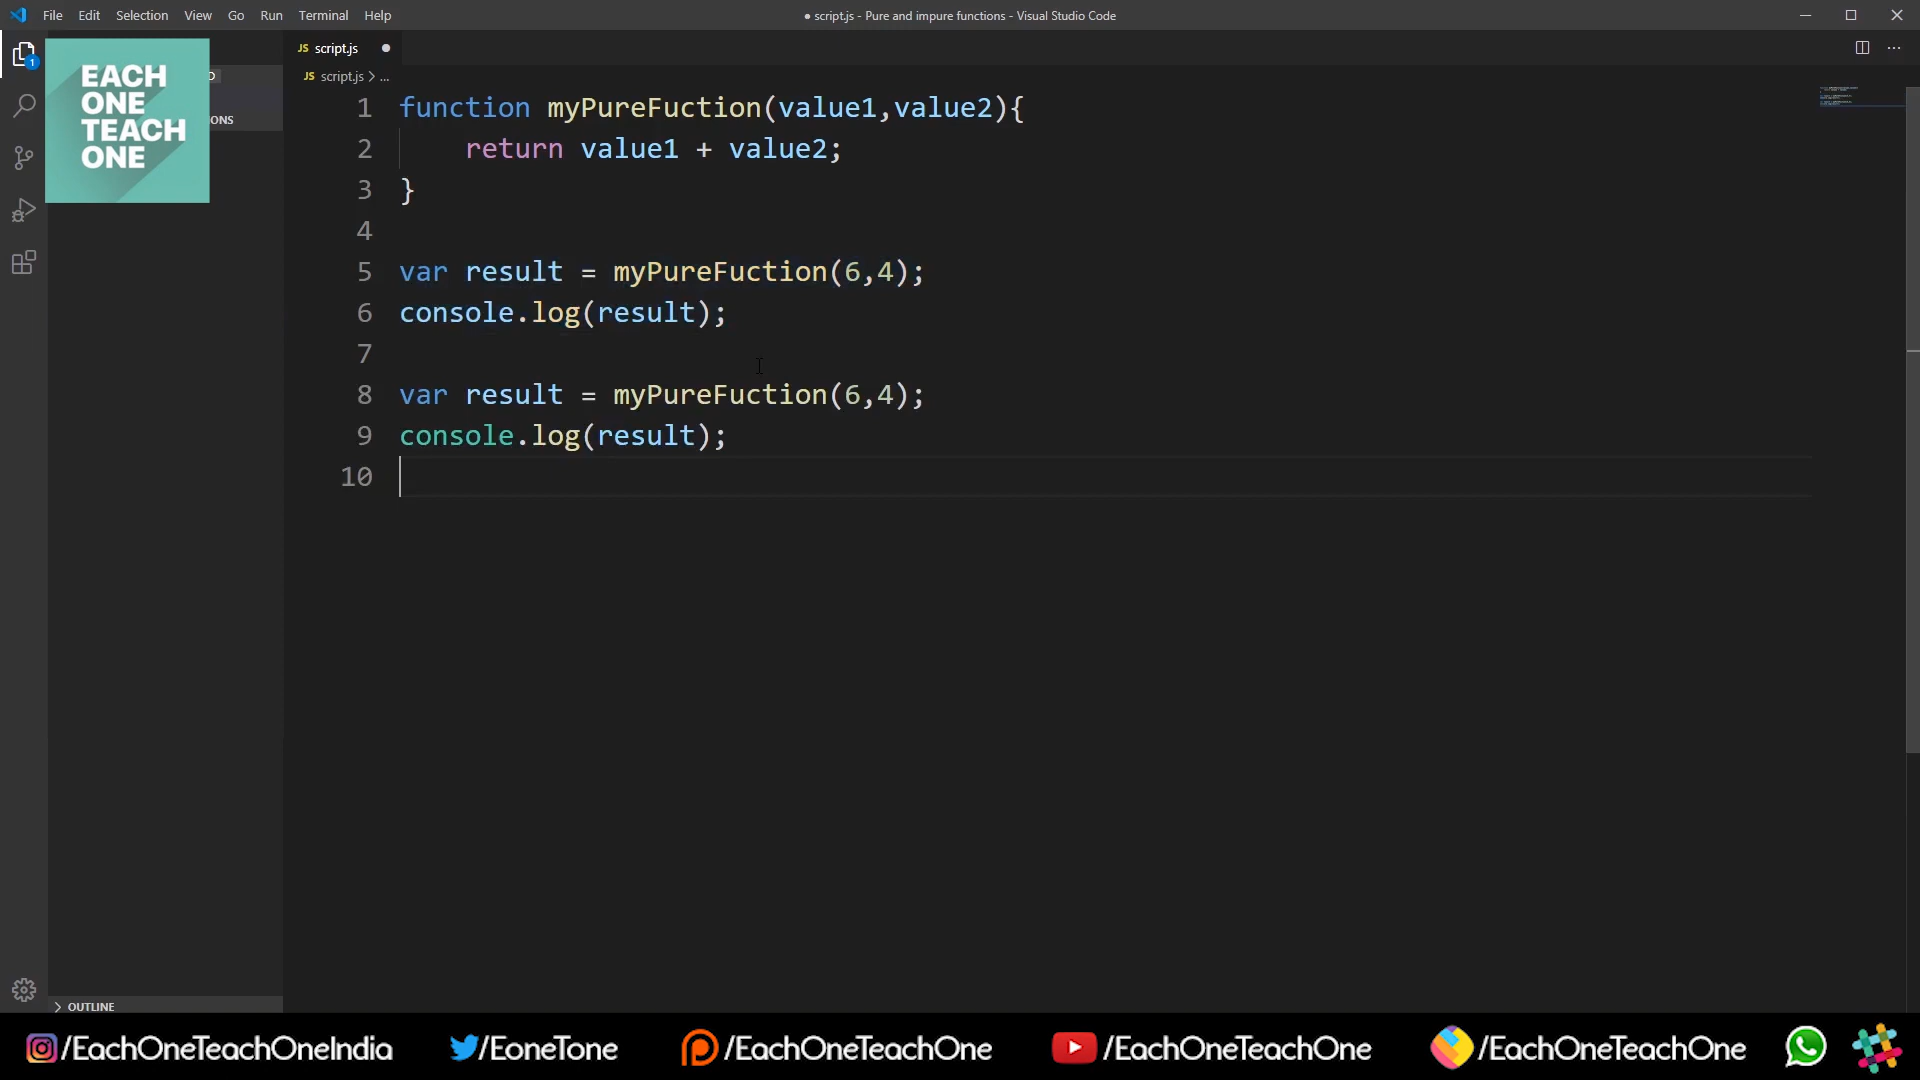 File Edit Selection View Go Run Terminal Help
● script.js - Pure and impure functions - Visual Studio Code
JS script.js ●
JS script.js > ...
1
EACH
ONE
TEACH
ONE
D
ONS
1 function myPureFuction(value1,value2){
2 return value1 + value2;
3 }
4
5 var result = myPureFuction(6,4);
6 console.log(result);
7
8 var result = myPureFuction(6,4);
9 console.log(result);
10
> OUTLINE
/EachOneTeachOneIndia /EoneTone /EachOneTeachOne /EachOneTeachOne /EachOneTeachOne